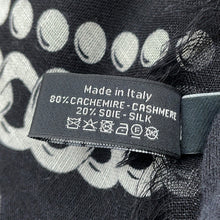 Made in Italy
80% CACHEMIRE - CASHMERE
20% SOIE - SILK